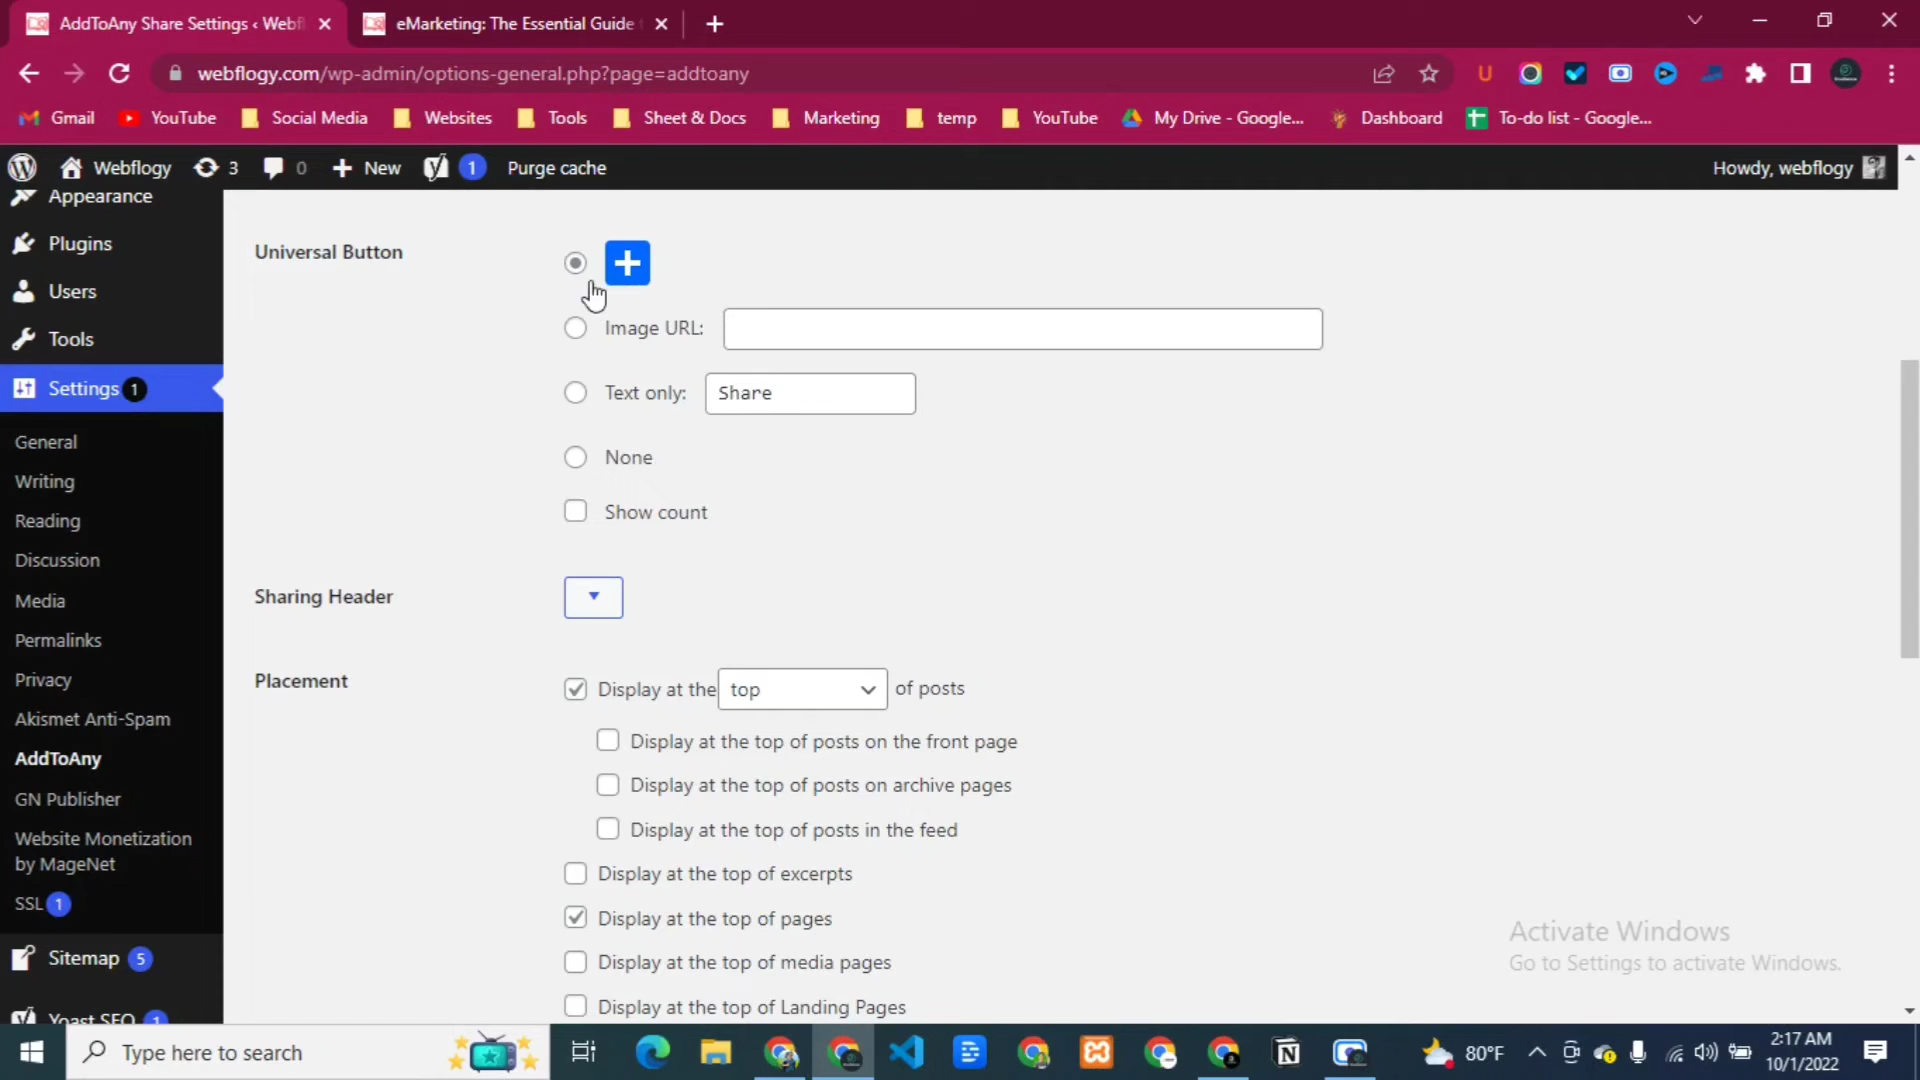 AddToAny Share Settings ‹ Webfl
eMarketing: The Essential Guide
webflogy.com/wp-admin/options-general.php?page=addtoany
Gmail
YouTube
Social Media
Websites
Tools
Sheet & Docs
Marketing
temp
YouTube
My Drive - Google...
Dashboard
To-do list - Google...
Webflogy
3
0
New
1
Purge cache
Howdy, webflogy
Appearance
Plugins
Users
Tools
Settings 1
General
Writing
Reading
Discussion
Media
Permalinks
Privacy
Akismet Anti-Spam
AddToAny
GN Publisher
Website Monetization
by MageNet
SSL 1
Sitemap 5
Yoast SEO 1
Universal Button
Image URL:
Text only: Share
None
Show count
Sharing Header
Placement
Display at the top of posts
Display at the top of posts on the front page
Display at the top of posts on archive pages
Display at the top of posts in the feed
Display at the top of excerpts
Display at the top of pages
Display at the top of media pages
Display at the top of Landing Pages
Activate Windows
Go to Settings to activate Windows.
Type here to search
80°F
2:17 AM
10/1/2022